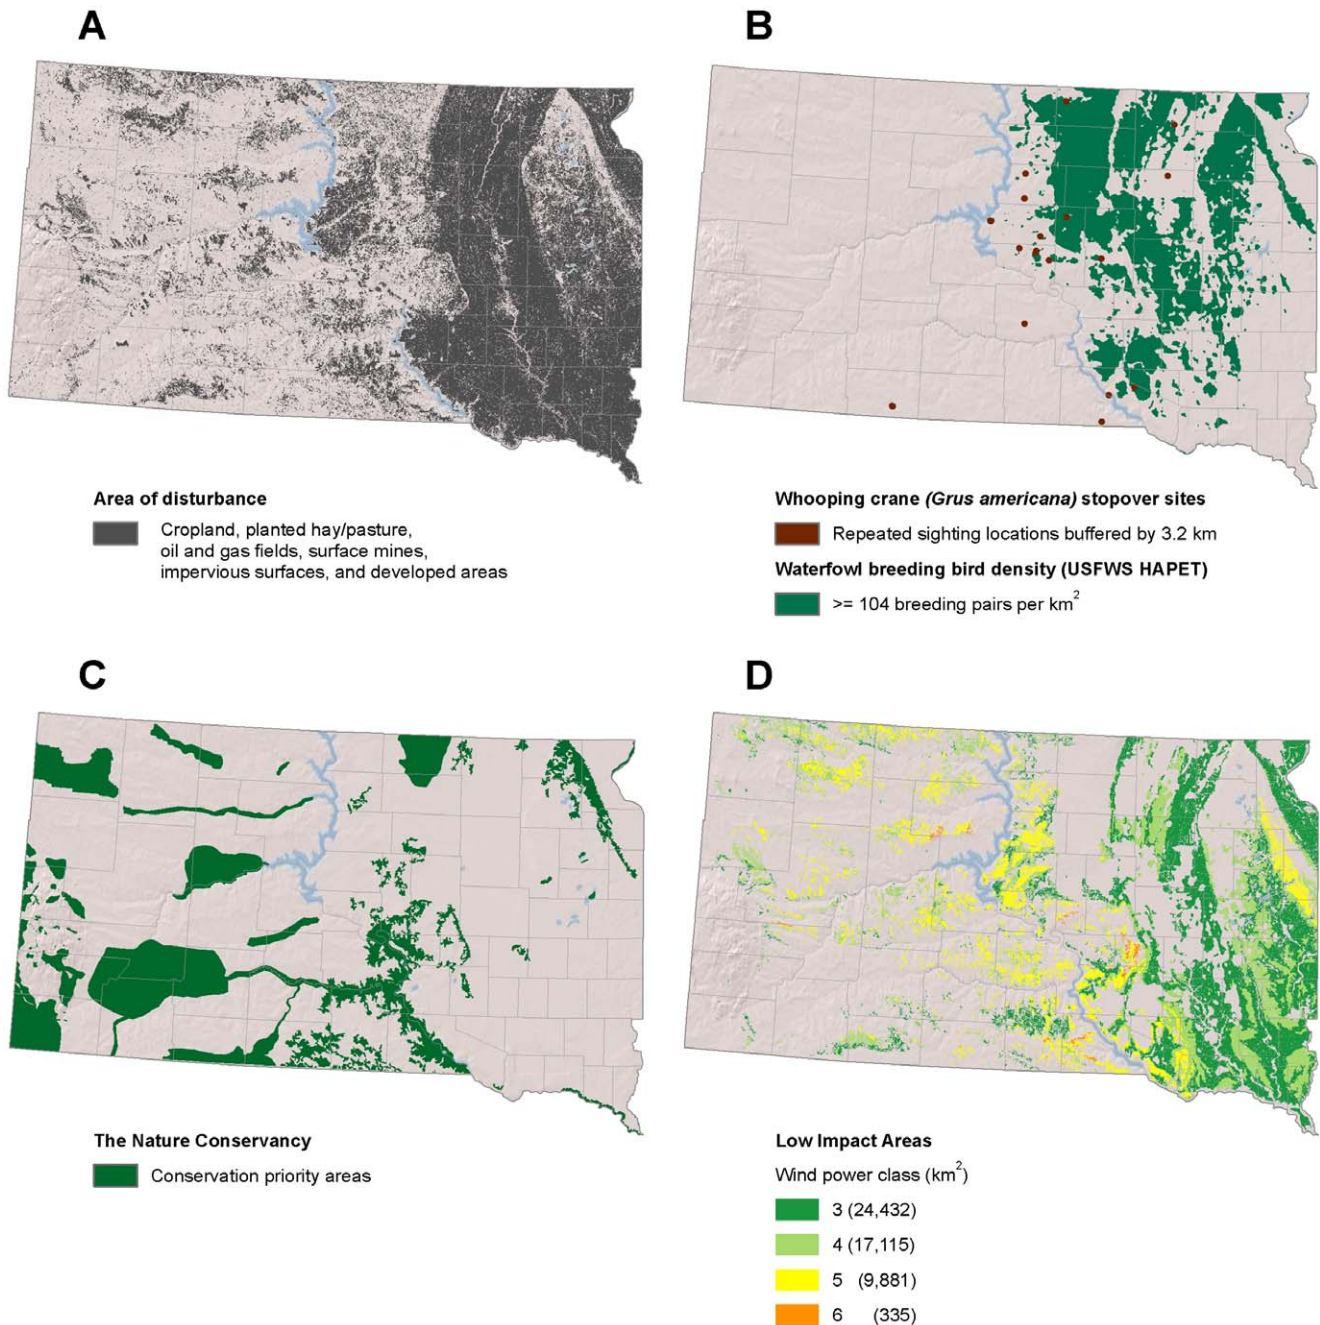 A
B
Area of disturbance
Cropland, planted hay/pasture,
oil and gas fields, surface mines,
impervious surfaces, and developed areas
Whooping crane (Grus americana) stopover sites
Repeated sighting locations buffered by 3.2 km
Waterfowl breeding bird density (USFWS HAPET)
>= 104 breeding pairs per km²
C
D
The Nature Conservancy
Conservation priority areas
Low Impact Areas
Wind power class (km²)
3 (24,432)
4 (17,115)
5 (9,881)
6 (335)